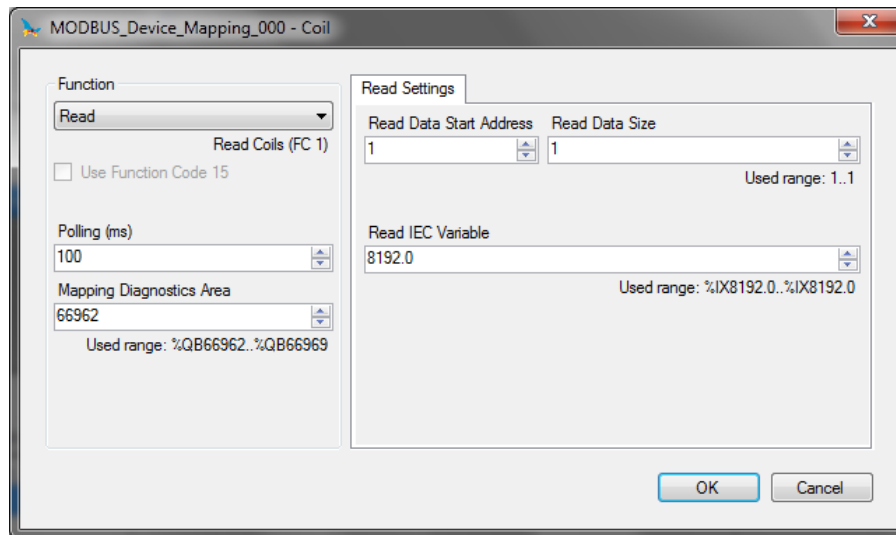 MODBUS_Device_Mapping_000 - Coil
Function
Read
Read Coils (FC 1)
Use Function Code 15
Polling (ms)
100
Mapping Diagnostics Area
66962
Used range: %QB66962..%QB66969
Read Settings
Read Data Start Address Read Data Size
1 1
Used range: 1..1
Read IEC Variable
8192.0
Used range: %IX8192.0..%IX8192.0
OK Cancel